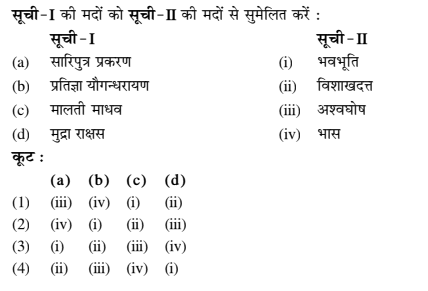 सूची-I की मदों को सूची-II की मदों से सुमेलित करें :
सूची-I सूची-II
(a) सारिपुत्र प्रकरण (i) भवभूति
(b) प्रतिज्ञा यौगन्धरायण (ii) विशाखदत्त
(c) मालती माधव (iii) अश्वघोष
(d) मुद्रा राक्षस (iv) भास
कूट :
(a) (b) (c) (d)
(1) (iii) (iv) (i) (ii)
(2) (iv) (i) (ii) (iii)
(3) (i) (ii) (iii) (iv)
(4) (ii) (iii) (iv) (i)